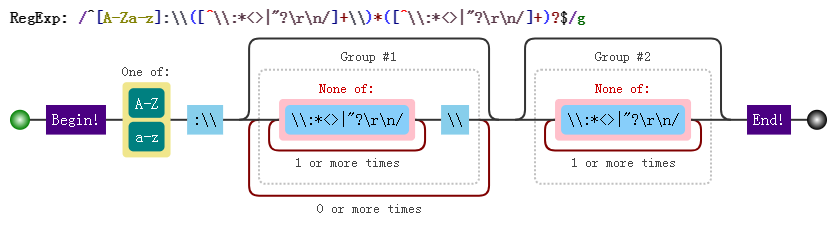 RegExp: /^[A-Za-z]:\\([^\\:*<>|"?\r\n/]+\\)*([^\\:*<>|"?\r\n/]+)?$/g
Group #1
Group #2
One of:
None of:
None of:
A-Z
Begin!
:\\
\\:*<>|"?\r\n/
\\
\\:*<>|"?\r\n/
End!
a-z
1 or more times
1 or more times
0 or more times